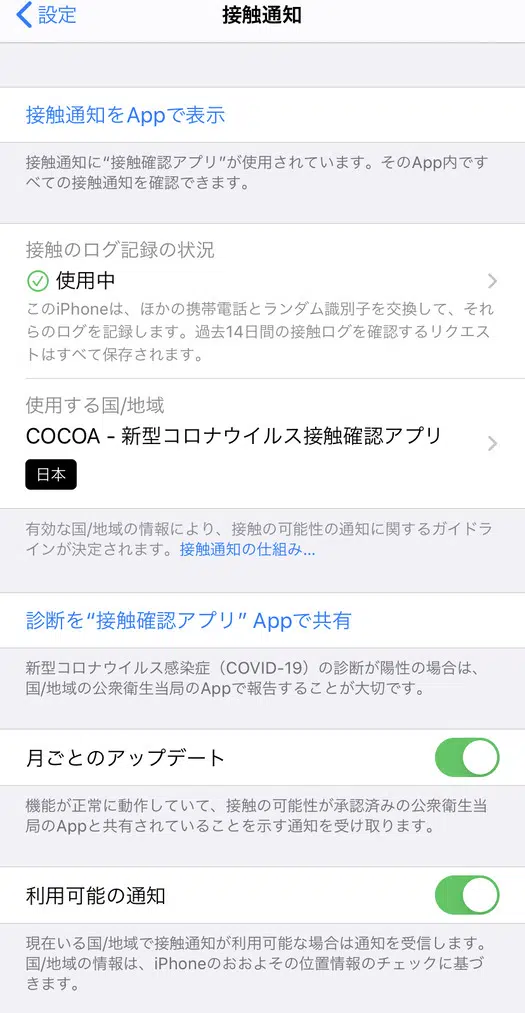 設定
接触通知
接触通知をAppで表示
接触通知に“接触確認アプリ”が使用されています。そのApp内ですべ
ての接触通知を確認できます。
接触のログ記録の状況
使用中
このiPhoneは、ほかの携帯電話とランダム識別子を交換して、それ
らのログを記録します。過去14日間の接触ログを確認するリクエス
トはすべて保存されます。
使用する国/地域
COCOA - 新型コロナウイルス接触確認アプリ
日本
有効な国/地域の情報により、接触の可能性の通知に関するガイドラ
インが決定されます。接触通知の仕組み...
診断を“接触確認アプリ” Appで共有
新型コロナウイルス感染症（COVID-19）の診断が陽性の場合は、
国/地域の公衆衛生当局のAppで報告することが大切です。
月ごとのアップデート
機能が正常に動作していて、接触の可能性が承認済みの公衆衛生当
局のAppと共有されていることを示す通知を受け取ります。
利用可能の通知
現在いる国/地域で接触通知が利用可能な場合は通知を受信します。
国/地域の情報は、iPhoneのおおよその位置情報のチェックに基づ
きます。